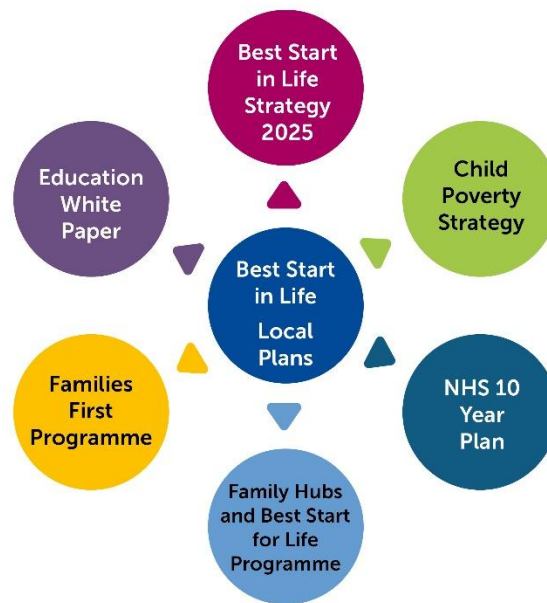 Best Start
in Life
Strategy
2025
Education
White
Paper
Child
Poverty
Strategy
Best Start
in Life
Local
Plans
Families
First
Programme
NHS 10
Year
Plan
Family Hubs
and Best Start
for Life
Programme